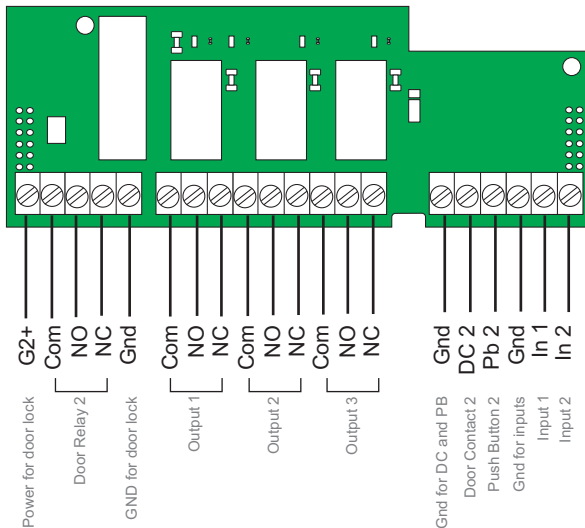 G2+
Com
NO
NC
Gnd
Com
NO
NC
Com
NO
NC
Com
NO
NC
Gnd
DC 2
Pb 2
Gnd
In 1
In 2
Power for door lock
Door Relay 2
GND for door lock
Output 1
Output 2
Output 3
Gnd for DC and PB
Door Contact 2
Push Button 2
Gnd for inputs
Input 1
Input 2